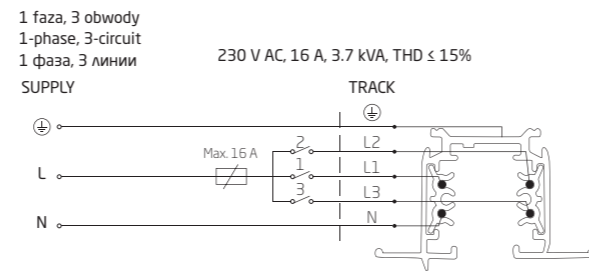 1 faza, 3 obwody
1-phase, 3-circuit
1 фаза, 3 линии
230 V AC, 16 A, 3.7 kVA, THD ≤ 15%
SUPPLY TRACK
Max. 16 A 2 L2
L 1 L1
3 L3
N N